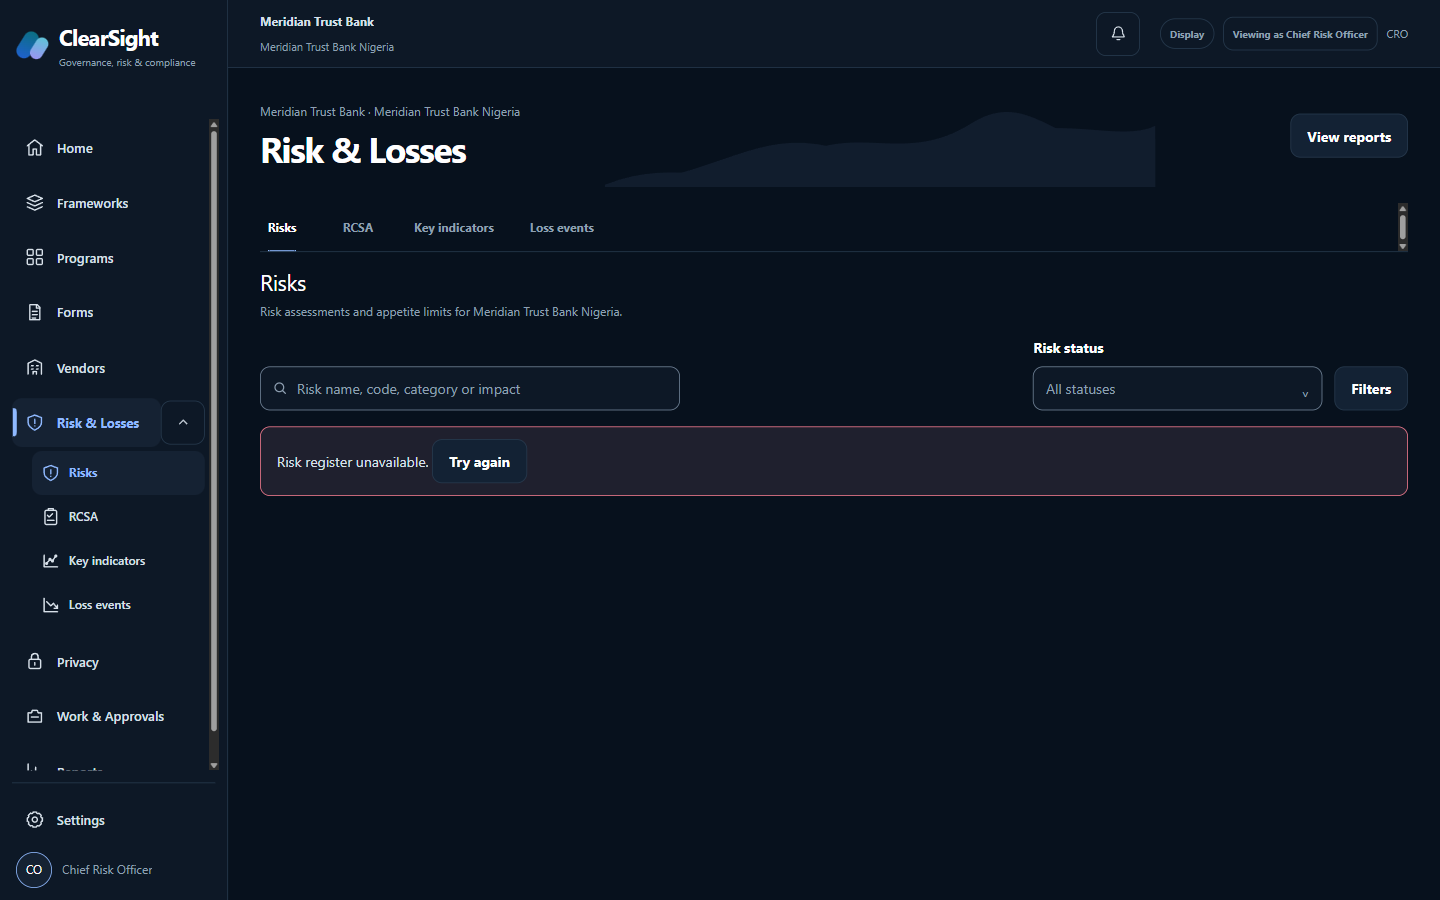 ClearSight
Governance, risk & compliance
Meridian Trust Bank
Meridian Trust Bank Nigeria
Display
Viewing as Chief Risk Officer
CRO
Home
Frameworks
Programs
Forms
Vendors
Risk & Losses
Risks
RCSA
Key indicators
Loss events
Privacy
Work & Approvals
Reports
Settings
CO
Chief Risk Officer
Meridian Trust Bank · Meridian Trust Bank Nigeria
Risk & Losses
View reports
Risks
RCSA
Key indicators
Loss events
Risks
Risk assessments and appetite limits for Meridian Trust Bank Nigeria.
Risk status
Risk name, code, category or impact
All statuses
Filters
Risk register unavailable.
Try again